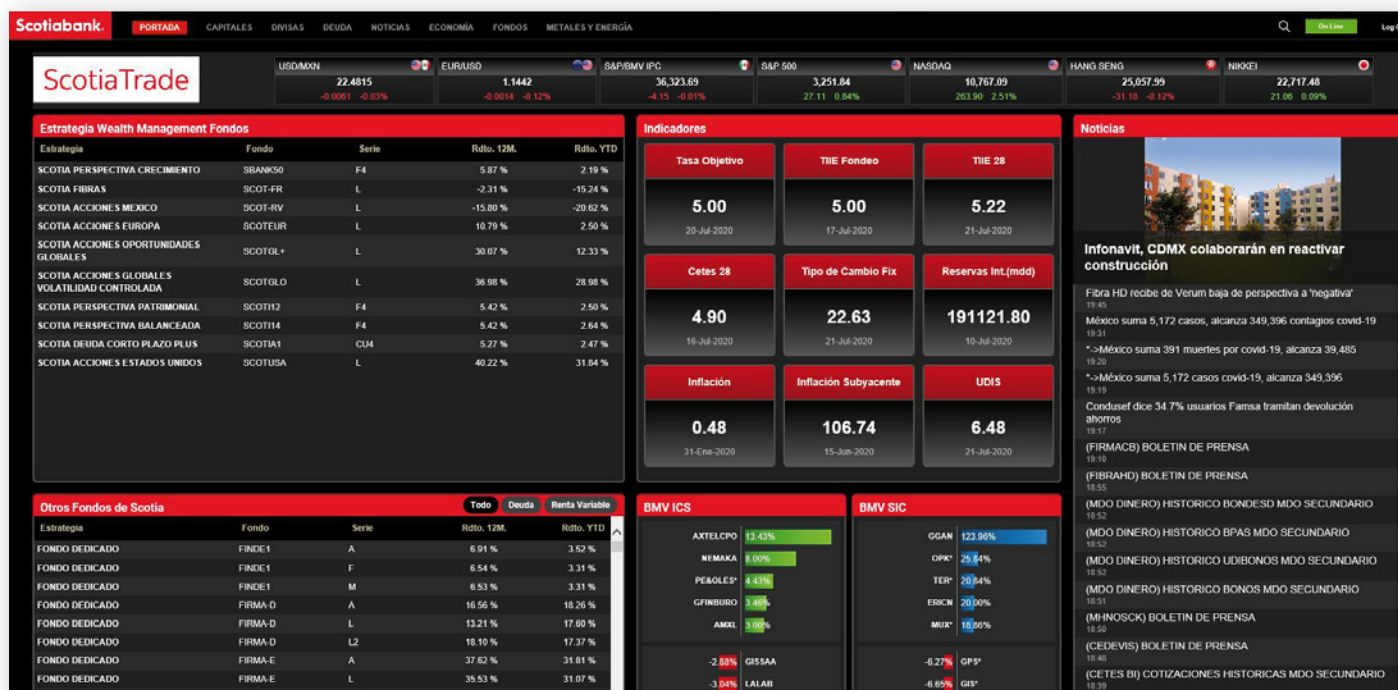 Scotiabank.
PORTADA CAPITALES DIVISAS DEUDA NOTICIAS ECONOMÍA FONDOS METALES Y ENERGÍA
On Line Log
ScotiaTrade
USD/MXN
22.4815
-0.0061 -0.03%
EUR/USD
1.1442
-0.0014 -0.12%
S&P/BMV IPC
36,323.69
-4.15 -0.01%
S&P 500
3,251.84
27.11 0.84%
NASDAQ
10,767.09
263.90 2.51%
HANG SENG
25,057.99
-31.18 -0.12%
NIKKEI
22,717.48
21.06 0.09%
Estrategia Wealth Management Fondos
Estrategia Fondo Serie Rdto. 12M. Rdto. YTD
SCOTIA PERSPECTIVA CRECIMIENTO SBANK50 F4 5.87 % 2.19 %
SCOTIA FIBRAS SCOT-FR L -2.31 % -15.24 %
SCOTIA ACCIONES MEXICO SCOT-RV L -15.80 % -20.62 %
SCOTIA ACCIONES EUROPA SCOTEUR L 10.79 % 2.50 %
SCOTIA ACCIONES OPORTUNIDADES
GLOBALES SCOTGL+ L 30.07 % 12.33 %
SCOTIA ACCIONES GLOBALES
VOLATILIDAD CONTROLADA SCOTGLO L 36.98 % 28.98 %
SCOTIA PERSPECTIVA PATRIMONIAL SCOTI12 F4 5.42 % 2.50 %
SCOTIA PERSPECTIVA BALANCEADA SCOTI14 F4 5.42 % 2.64 %
SCOTIA DEUDA CORTO PLAZO PLUS SCOTIA1 CU4 5.27 % 2.47 %
SCOTIA ACCIONES ESTADOS UNIDOS SCOTUSA L 40.22 % 31.84 %
Indicadores
Tasa Objetivo
5.00
20-Jul-2020
TIIE Fondeo
5.00
17-Jul-2020
TIIE 28
5.22
21-Jul-2020
Cetes 28
4.90
16-Jul-2020
Tipo de Cambio Fix
22.63
21-Jul-2020
Reservas Int.(mdd)
191121.80
10-Jul-2020
Inflación
0.48
31-Ene-2020
Inflación Subyacente
106.74
15-Jun-2020
UDIS
6.48
21-Jul-2020
Noticias
Infonavit, CDMX colaborarán en reactivar
construcción
Fibra HD recibe de Verum baja de perspectiva a 'negativa'
19:45
México suma 5,172 casos, alcanza 349,396 contagios covid-19
19:31
*->México suma 391 muertes por covid-19, alcanza 39,485
19:20
*->México suma 5,172 casos covid-19, alcanza 349,396
19:19
Condusef dice 34.7% usuarios Famsa tramitan devolución
ahorros
19:17
(FIRMACB) BOLETIN DE PRENSA
19:10
(FIBRAHD) BOLETIN DE PRENSA
18:55
(MDO DINERO) HISTORICO BONDESD MDO SECUNDARIO
18:52
(MDO DINERO) HISTORICO BPAS MDO SECUNDARIO
18:52
(MDO DINERO) HISTORICO UDIBONOS MDO SECUNDARIO
18:52
(MDO DINERO) HISTORICO BONOS MDO SECUNDARIO
18:51
(MHNOSCK) BOLETIN DE PRENSA
18:50
(CEDEVIS) BOLETIN DE PRENSA
18:48
(CETES BI) COTIZACIONES HISTORICAS MDO SECUNDARIO
18:39
Otros Fondos de Scotia Todo Deuda Renta Variable
Estrategia Fondo Serie Rdto. 12M. Rdto. YTD
FONDO DEDICADO FINDE1 A 6.91 % 3.52 %
FONDO DEDICADO FINDE1 F 6.54 % 3.31 %
FONDO DEDICADO FINDE1 M 6.53 % 3.31 %
FONDO DEDICADO FIRMA-D A 16.56 % 18.26 %
FONDO DEDICADO FIRMA-D L 13.21 % 17.60 %
FONDO DEDICADO FIRMA-D L2 18.10 % 17.37 %
FONDO DEDICADO FIRMA-E A 37.62 % 31.81 %
FONDO DEDICADO FIRMA-E L 35.53 % 31.07 %
BMV ICS
AXTELCPO 13.43%
NEMAKA 8.00%
PE&OLES* 4.43%
GFINBURO 3.46%
AMXL 3.00%
-2.88% GISSAA
-3.04% LALAB
BMV SIC
GGAN 123.96%
OPK* 25.84%
TER* 20.84%
ERICN 20.00%
MUX* 18.86%
-6.27% GPS*
-6.65% GIS*